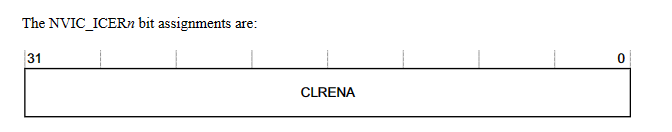 The NVIC_ICERn bit assignments are:
31 0
CLRENA